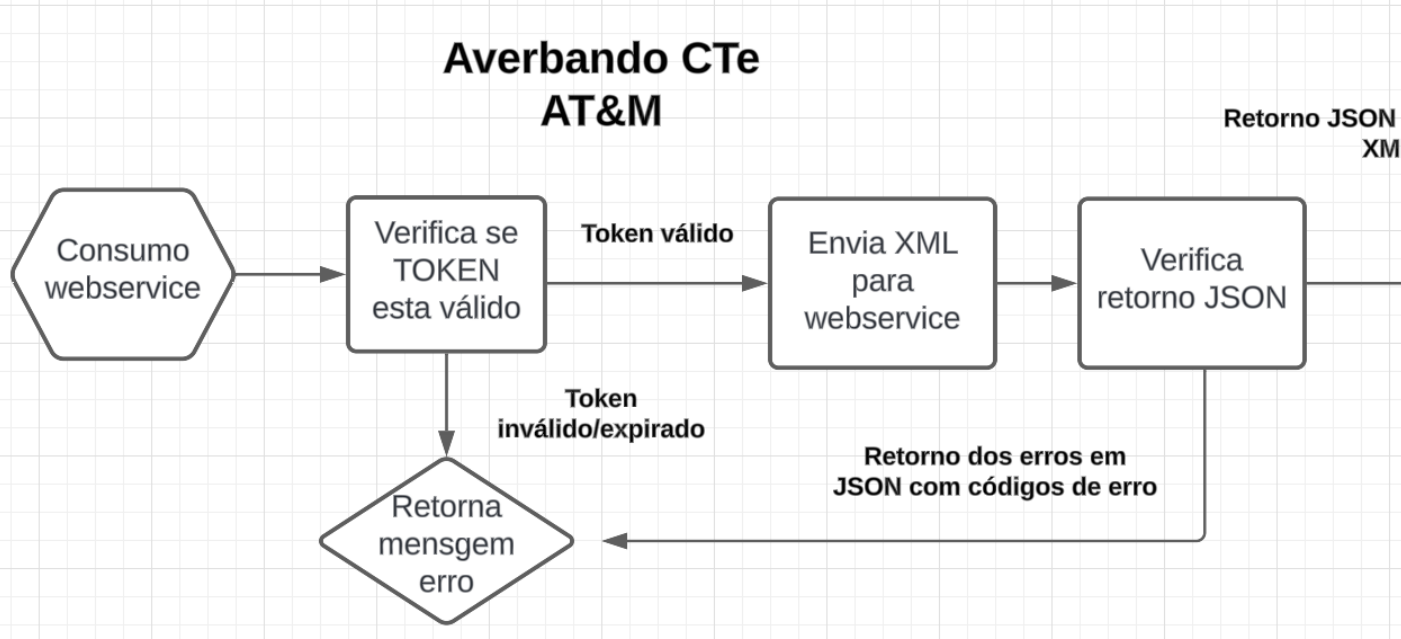 Averbando CTe
AT&M
Retorno JSON
Consumo
webservice
Verifica se
TOKEN
esta válido
Token válido
Envia XML
para
webservice
Verifica
retorno JSON
Token
inválido/expirado
Retorno dos erros em
JSON com códigos de erro
Retorna
mensgem
erro